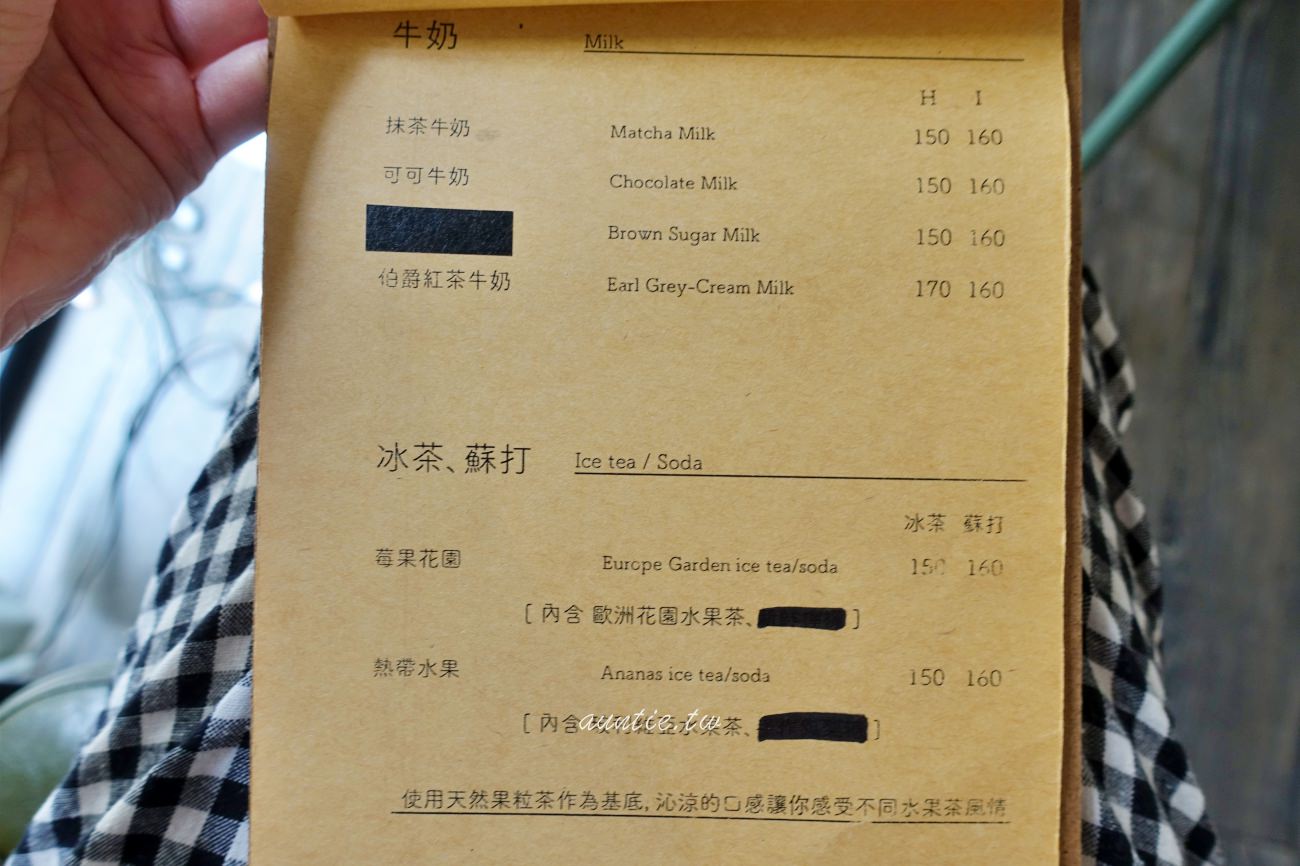 牛奶 Milk
H I
抹茶牛奶 Matcha Milk 150 160
可可牛奶 Chocolate Milk 150 160
Brown Sugar Milk 150 160
伯爵紅茶牛奶 Earl Grey-Cream Milk 170 160
冰茶、蘇打 Ice tea / Soda
冰茶 蘇打
莓果花園 Europe Garden ice tea/soda 150 160
[ 內含 歐洲花園水果茶、 ]
熱帶水果 Ananas ice tea/soda 150 160
[ 內含 水果茶、 ]
auntie.tw
使用天然果粒茶作為基底, 沁涼的口感讓你感受不同水果茶風情